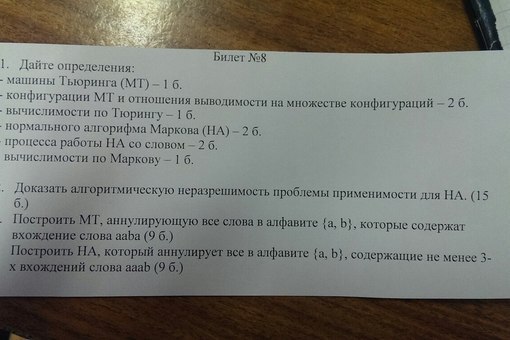 Билет №8
1. Дайте определения:
- машины Тьюринга (МТ) – 1 б.
- конфигурации МТ и отношения выводимости на множестве конфигураций – 2 б.
- вычислимости по Тюрингу – 1 б.
- нормального алгорифма Маркова (НА) – 2 б.
- процесса работы НА со словом – 2 б.
вычислимости по Маркову – 1 б.
. Доказать алгоритмическую неразрешимость проблемы применимости для НА. (15
б.)
. Построить МТ, аннулирующую все слова в алфавите {a, b}, которые содержат
вхождение слова aaba (9 б.)
Построить НА, который аннулирует все в алфавите {a, b}, содержащие не менее 3-
х вхождений слова aaab (9 б.)